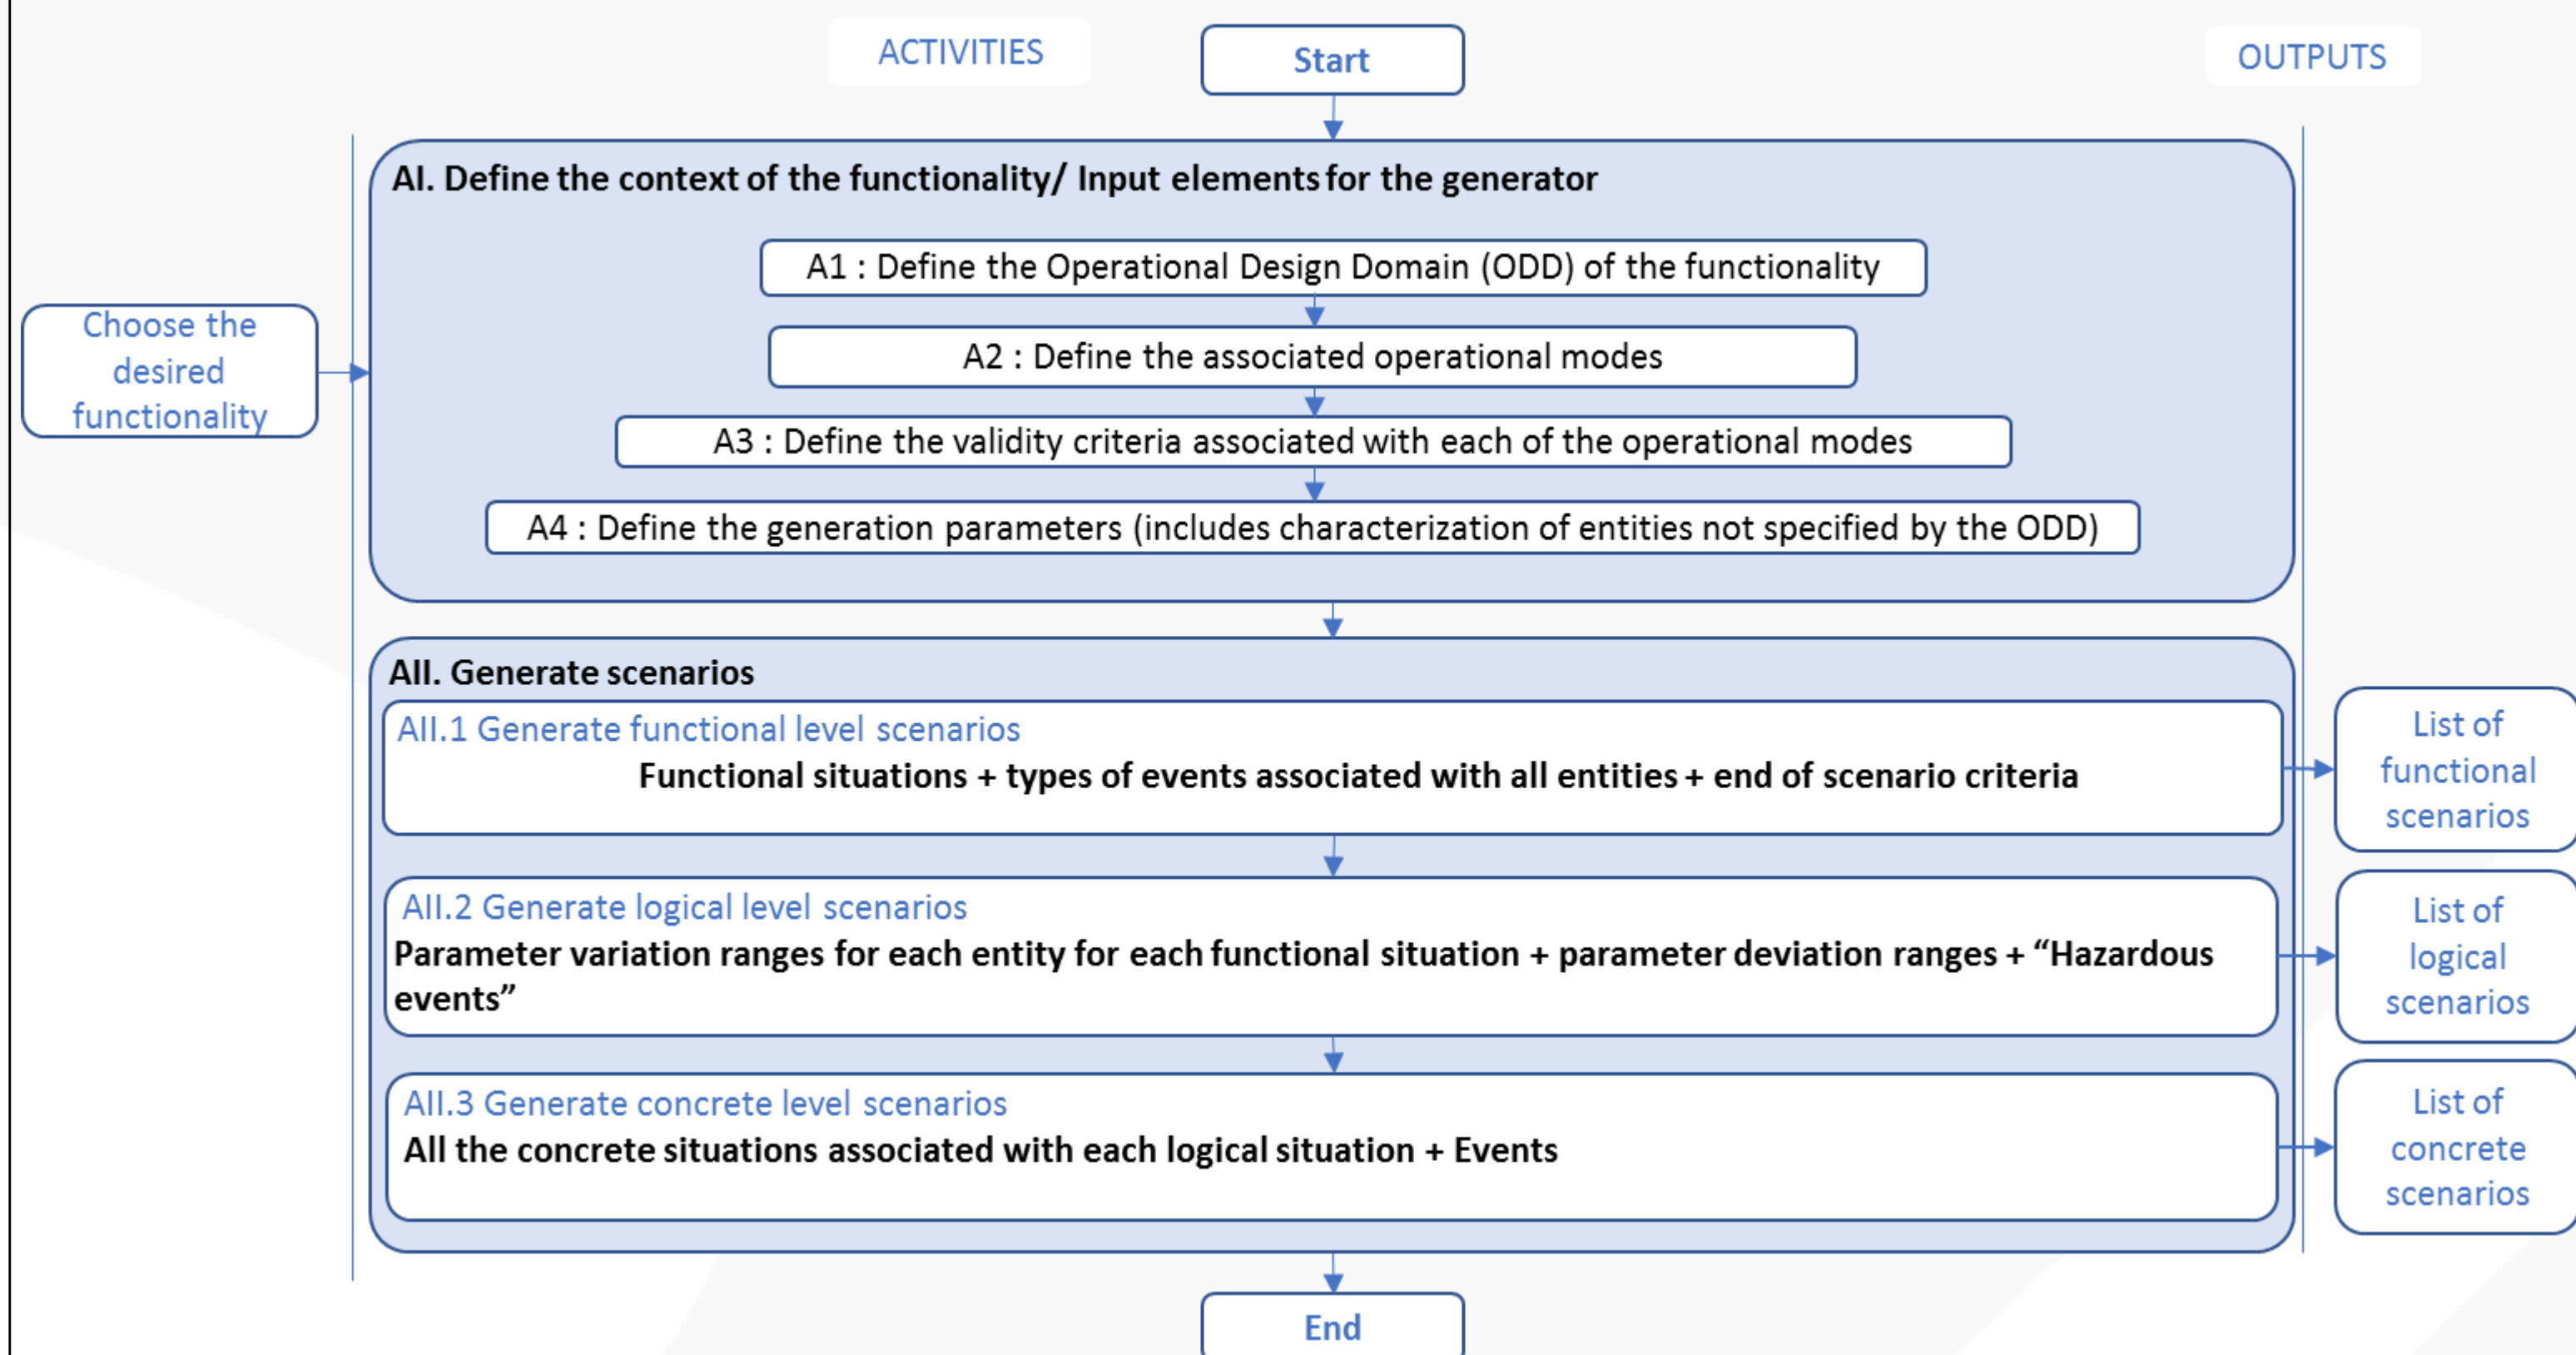 ACTIVITIES
Start
OUTPUTS
AI. Define the context of the functionality/ Input elements for the generator
A1 : Define the Operational Design Domain (ODD) of the functionality
A2 : Define the associated operational modes
A3 : Define the validity criteria associated with each of the operational modes
A4 : Define the generation parameters (includes characterization of entities not specified by the ODD)
Choose the
desired
functionality
AII. Generate scenarios
AII.1 Generate functional level scenarios
Functional situations + types of events associated with all entities + end of scenario criteria
List of
functional
scenarios
AII.2 Generate logical level scenarios
Parameter variation ranges for each entity for each functional situation + parameter deviation ranges + “Hazardous
events”
List of
logical
scenarios
AII.3 Generate concrete level scenarios
All the concrete situations associated with each logical situation + Events
List of
concrete
scenarios
End